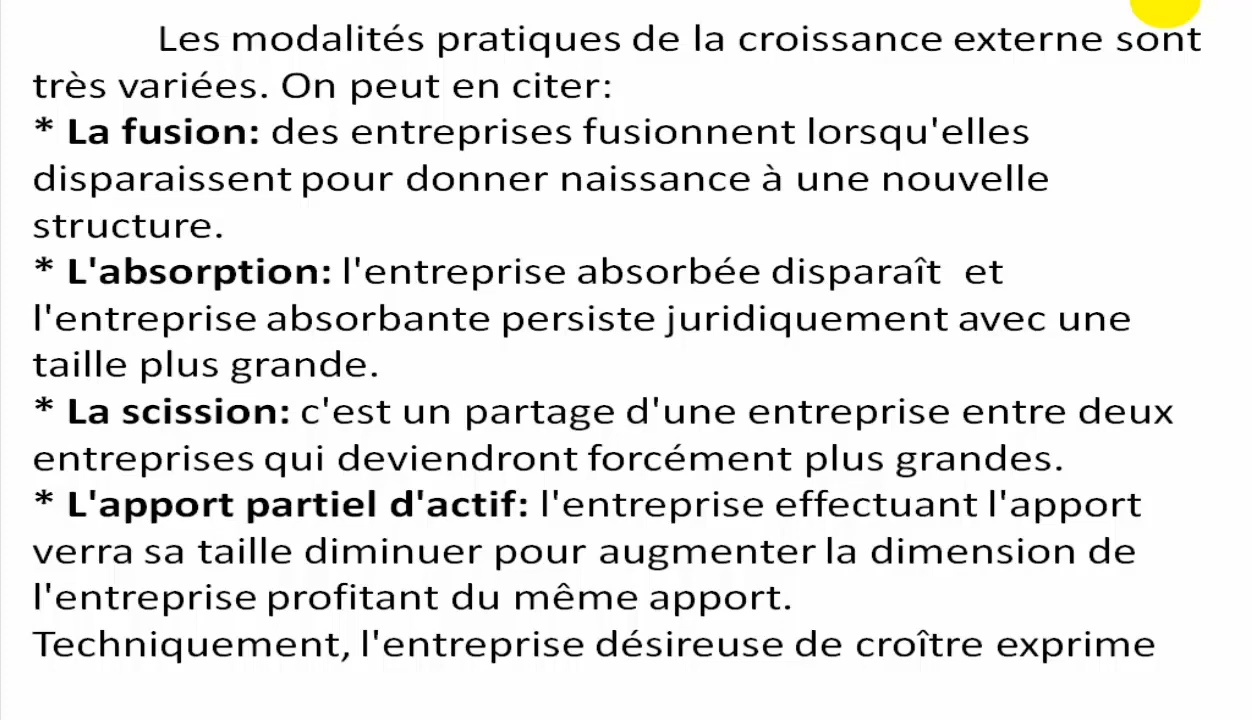 Les modalités pratiques de la croissance externe sont
très variées. On peut en citer:
* La fusion: des entreprises fusionnent lorsqu'elles
disparaissent pour donner naissance à une nouvelle
structure.
* L'absorption: l'entreprise absorbée disparaît et
l'entreprise absorbante persiste juridiquement avec une
taille plus grande.
* La scission: c'est un partage d'une entreprise entre deux
entreprises qui deviendront forcément plus grandes.
* L'apport partiel d'actif: l'entreprise effectuant l'apport
verra sa taille diminuer pour augmenter la dimension de
l'entreprise profitant du même apport.
Techniquement, l'entreprise désireuse de croître exprime